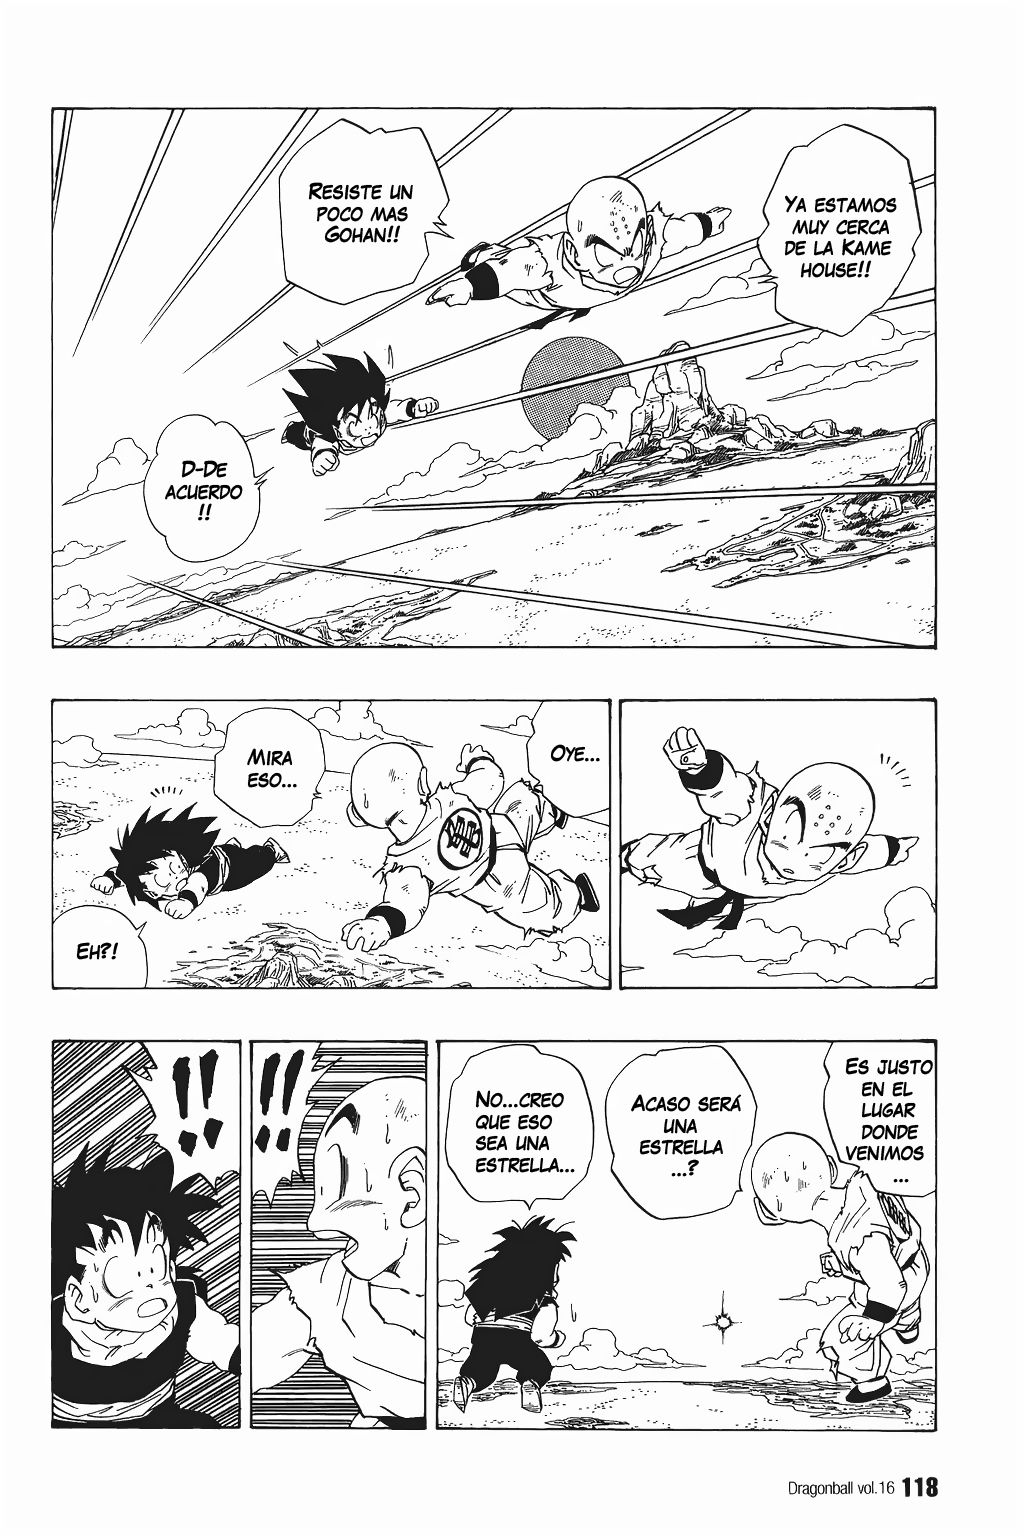 Ya estamos
muy cerca
de la Kame
house!!
Resiste un
poco mas
Gohan!!
D-De
acuerdo
!!
Oye...
Mira
eso...
Eh?!
Es justo
en el
lugar
donde
venimos
...
Acaso será
una
estrella
...?
No...creo
que eso
sea una
estrella...
!!
!!
Dragonball vol.16 118